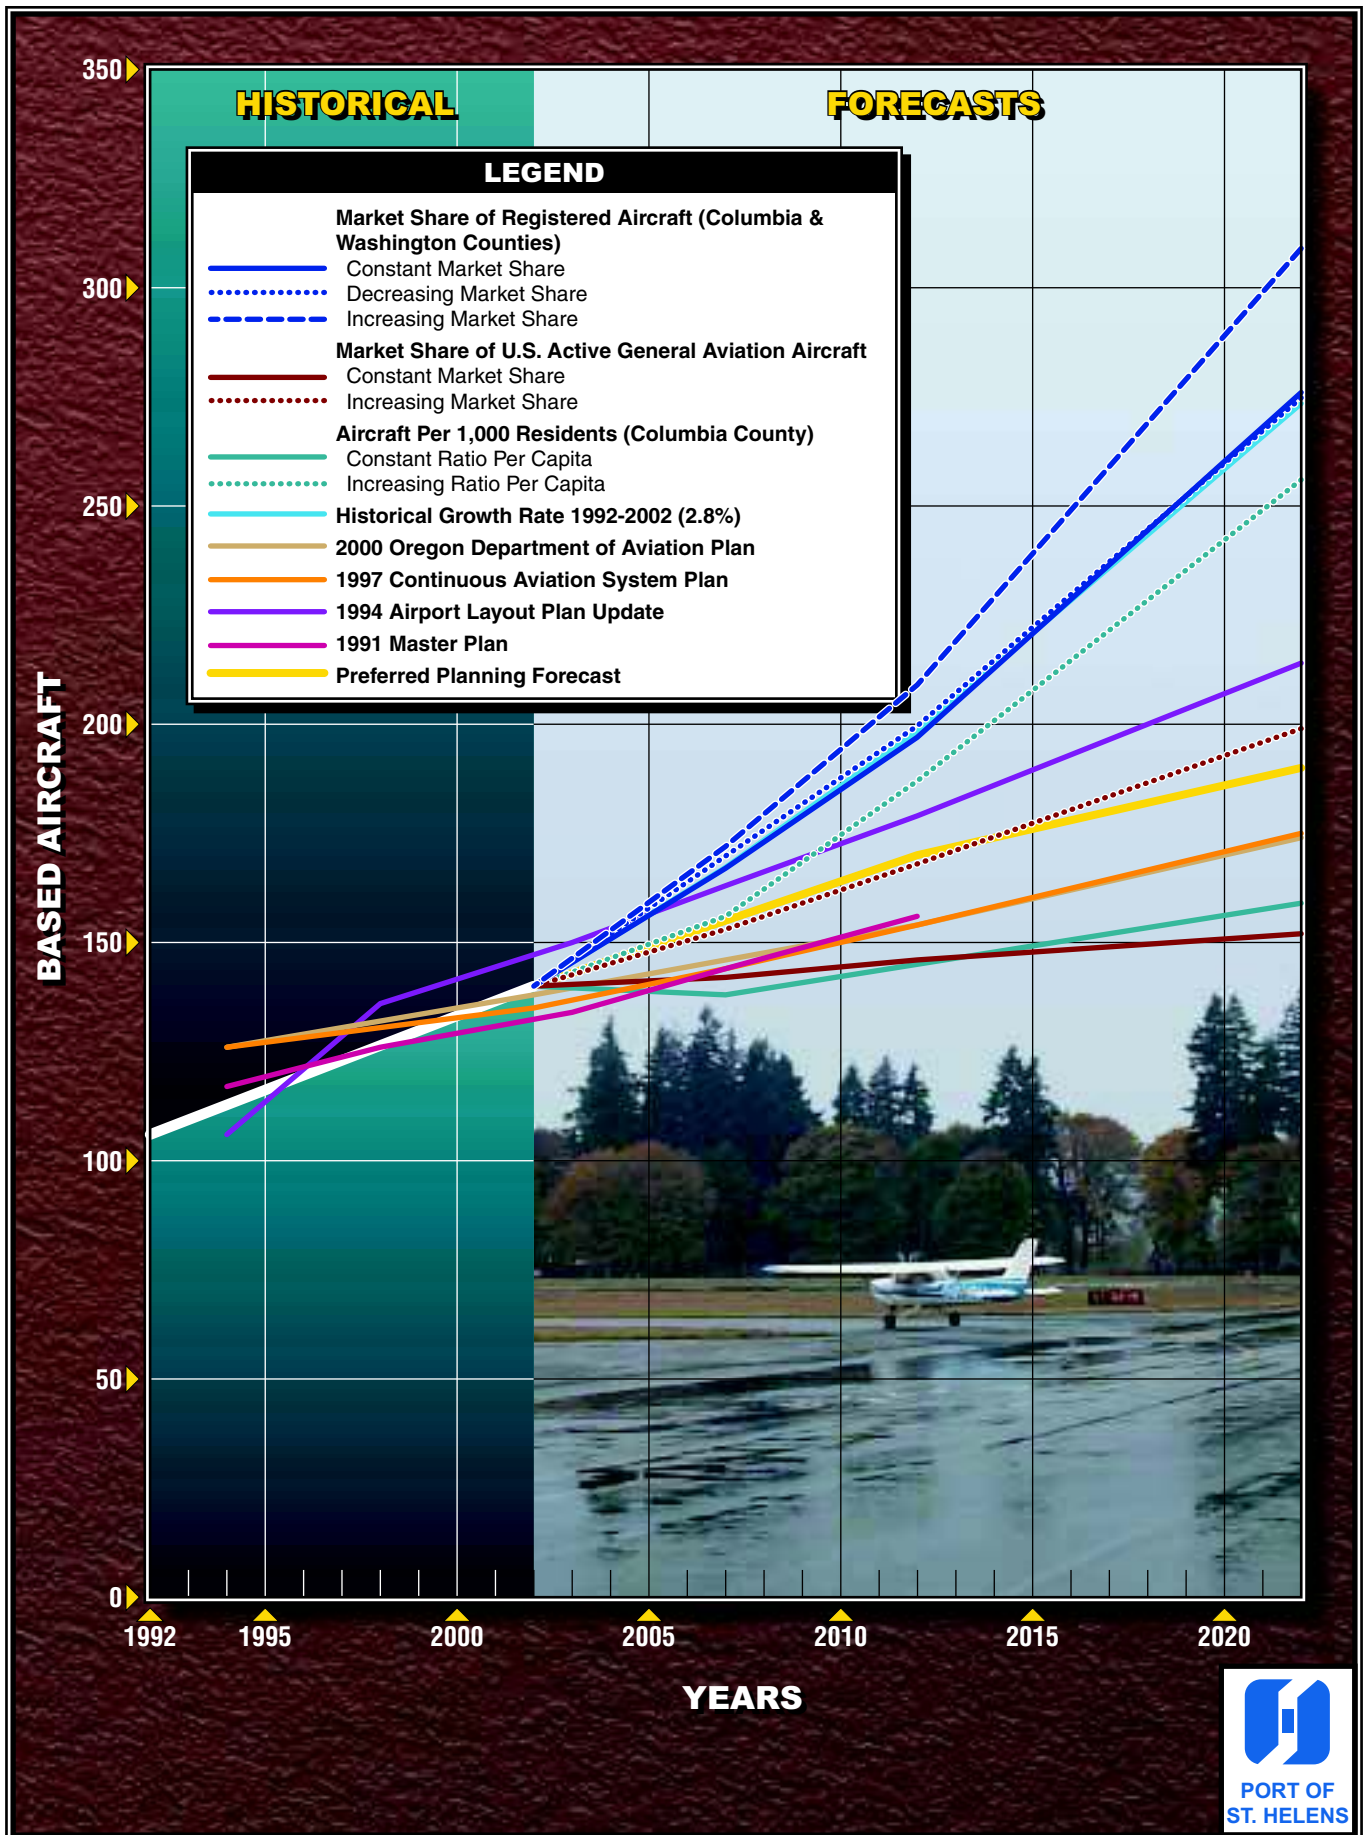 HISTORICAL
FORECASTS
LEGEND
Market Share of Registered Aircraft (Columbia &
Washington Counties)
Constant Market Share
Decreasing Market Share
Increasing Market Share
Market Share of U.S. Active General Aviation Aircraft
Constant Market Share
Increasing Market Share
Aircraft Per 1,000 Residents (Columbia County)
Constant Ratio Per Capita
Increasing Ratio Per Capita
Historical Growth Rate 1992-2002 (2.8%)
2000 Oregon Department of Aviation Plan
1997 Continuous Aviation System Plan
1994 Airport Layout Plan Update
1991 Master Plan
Preferred Planning Forecast
BASED AIRCRAFT
350
300
250
200
150
100
50
0
1992
1995
2000
2005
2010
2015
2020
YEARS
PORT OF
ST. HELENS